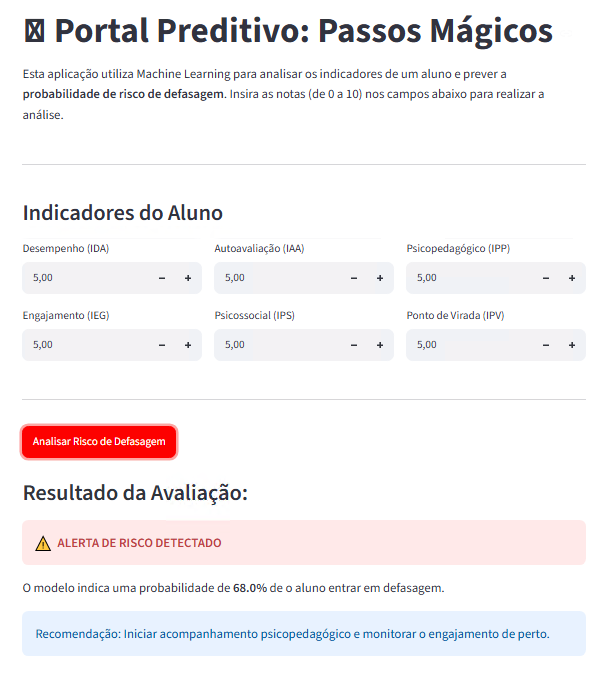 Portal Preditivo: Passos Mágicos
Esta aplicação utiliza Machine Learning para analisar os indicadores de um aluno e prever a
probabilidade de risco de defasagem. Insira as notas (de 0 a 10) nos campos abaixo para realizar a
análise.
Indicadores do Aluno
Desempenho (IDA) Autoavaliação (IAA) Psicopedagógico (IPP)
5,00 − + 5,00 − + 5,00 − +
Engajamento (IEG) Psicossocial (IPS) Ponto de Virada (IPV)
5,00 − + 5,00 − + 5,00 − +
Analisar Risco de Defasagem
Resultado da Avaliação:
⚠️ ALERTA DE RISCO DETECTADO
O modelo indica uma probabilidade de 68.0% de o aluno entrar em defasagem.
Recomendação: Iniciar acompanhamento psicopedagógico e monitorar o engajamento de perto.